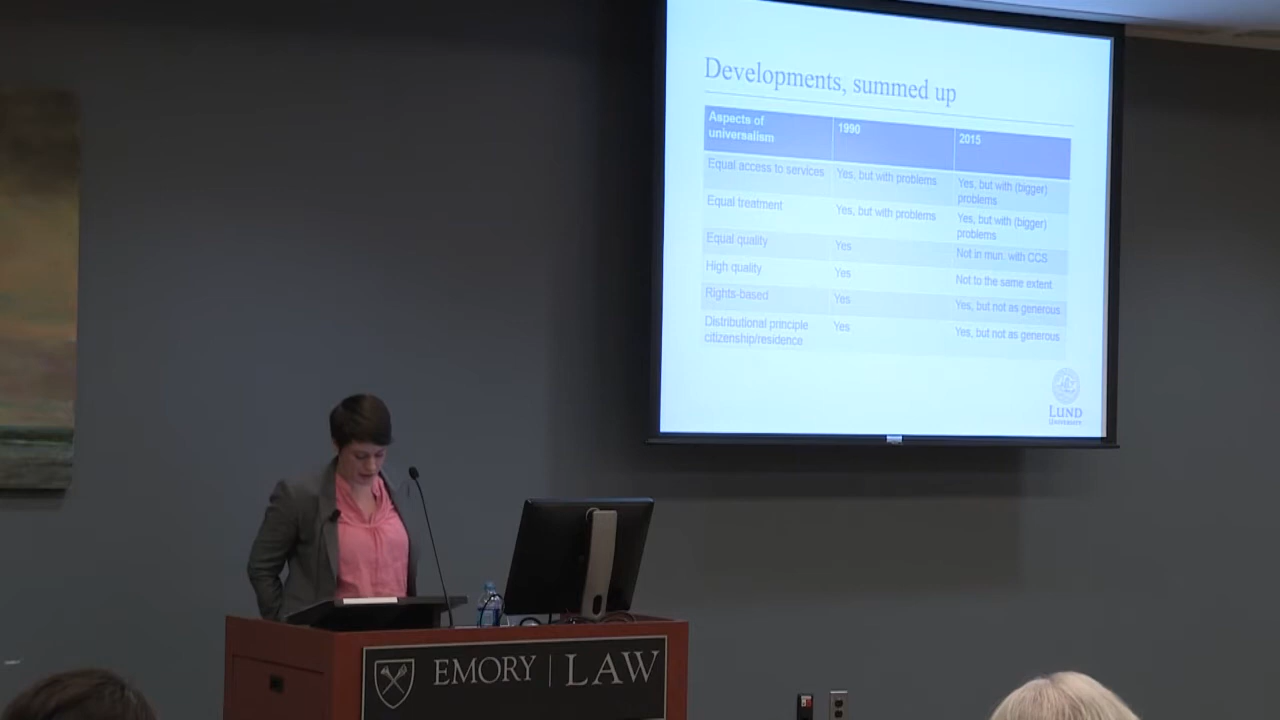 Developments, summed up
Aspects of
universalism
1990
2015
Equal access to services
Yes, but with problems
Yes, but with (bigger)
problems
Equal treatment
Yes, but with problems
Yes, but with (bigger)
problems
Equal quality
Yes
Not in mun. with CCS
High quality
Yes
Not to the same extent
Rights-based
Yes
Yes, but not as generous
Distributional principle
citizenship/residence
Yes
Yes, but not as generous
LUND
UNIVERSITY
EMORY | LAW